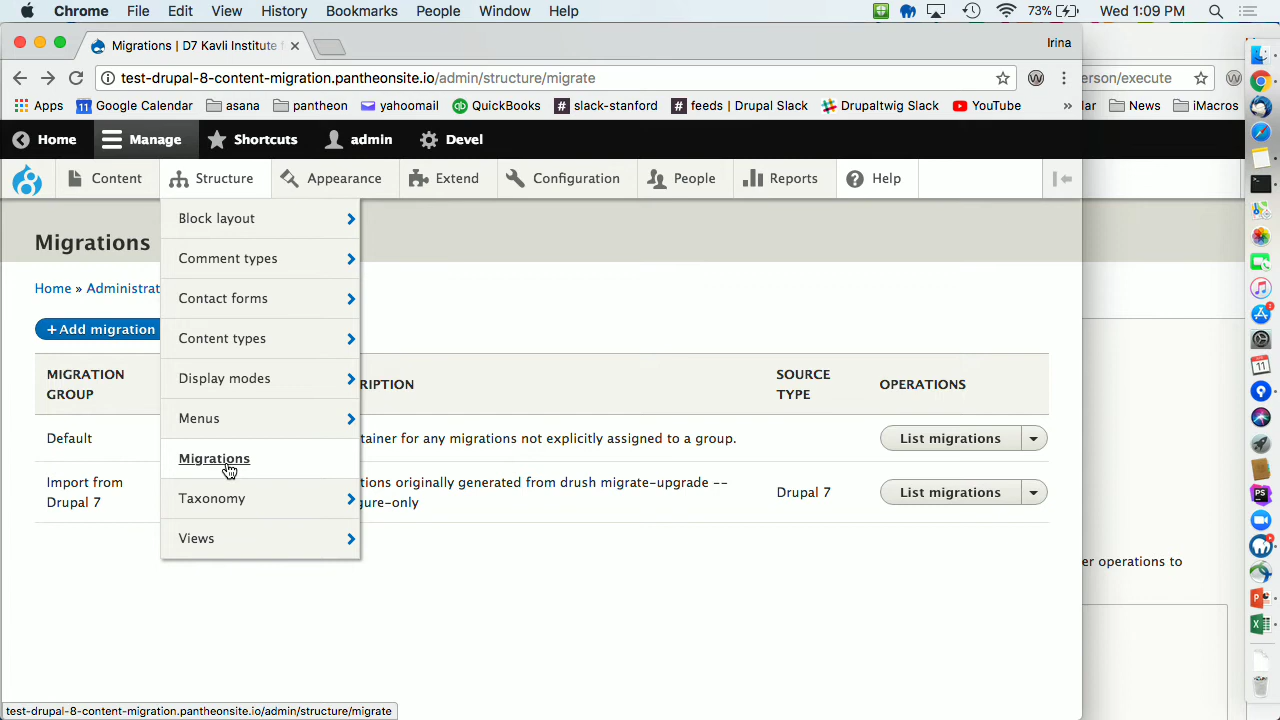 Chrome File Edit View History Bookmarks People Window Help 73% Wed 1:09 PM
Migrations | D7 Kavli Institute f
Irina
test-drupal-8-content-migration.pantheonsite.io/admin/structure/migrate
erson/execute
Apps Google Calendar asana pantheon yahoomail QuickBooks slack-stanford feeds | Drupal Slack Drupaltwig Slack YouTube » dar News iMacros
Home Manage Shortcuts admin Devel
Content Structure Appearance Extend Configuration People Reports Help
Block layout
Migrations
Comment types
Home » Administrat
Contact forms
+ Add migration
Content types
MIGRATION GROUP
Display modes
RIPTION
SOURCE TYPE
OPERATIONS
Menus
Default
tainer for any migrations not explicitly assigned to a group.
List migrations
Migrations
Import from Drupal 7
tions originally generated from drush migrate-upgrade --
gure-only
Drupal 7
List migrations
Taxonomy
Views
er operations to
test-drupal-8-content-migration.pantheonsite.io/admin/structure/migrate